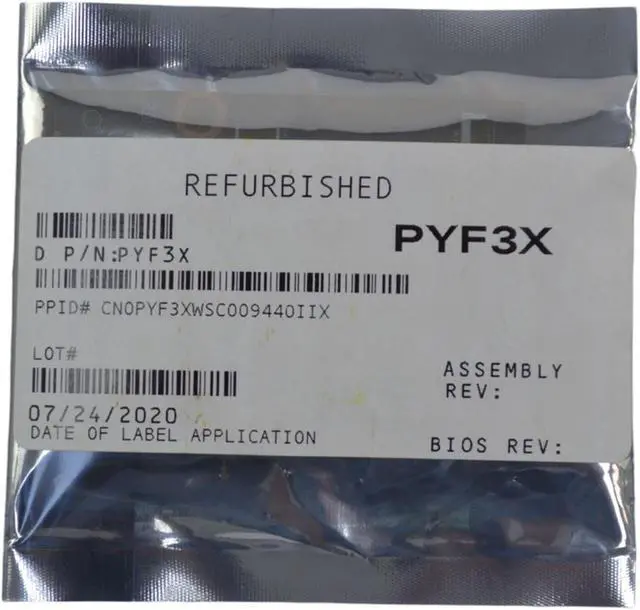 REFURBISHED
PYF3X
D P/N:PYF3X
PPID# CN0PYF3XWSC009440IIX
LOT#
ASSEMBLY
REV:
07/24/2020
DATE OF LABEL APPLICATION
BIOS REV: